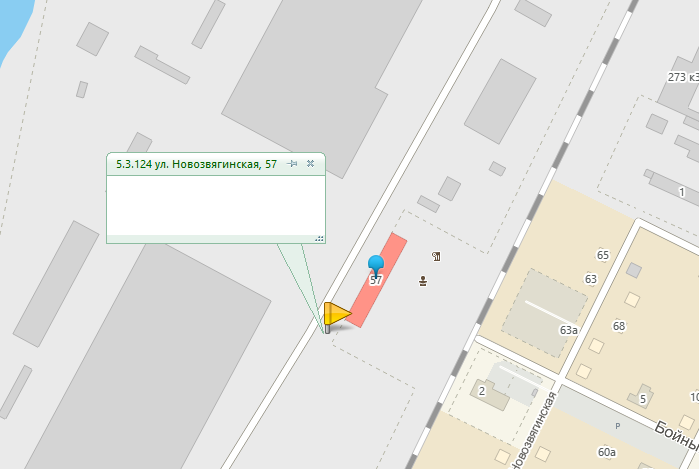 273 к3
5.3.124 ул. Новозвягинская, 57
1
65
57
63
63а
68
2
5
10
Р
Новозвягинская
Бойны
60а